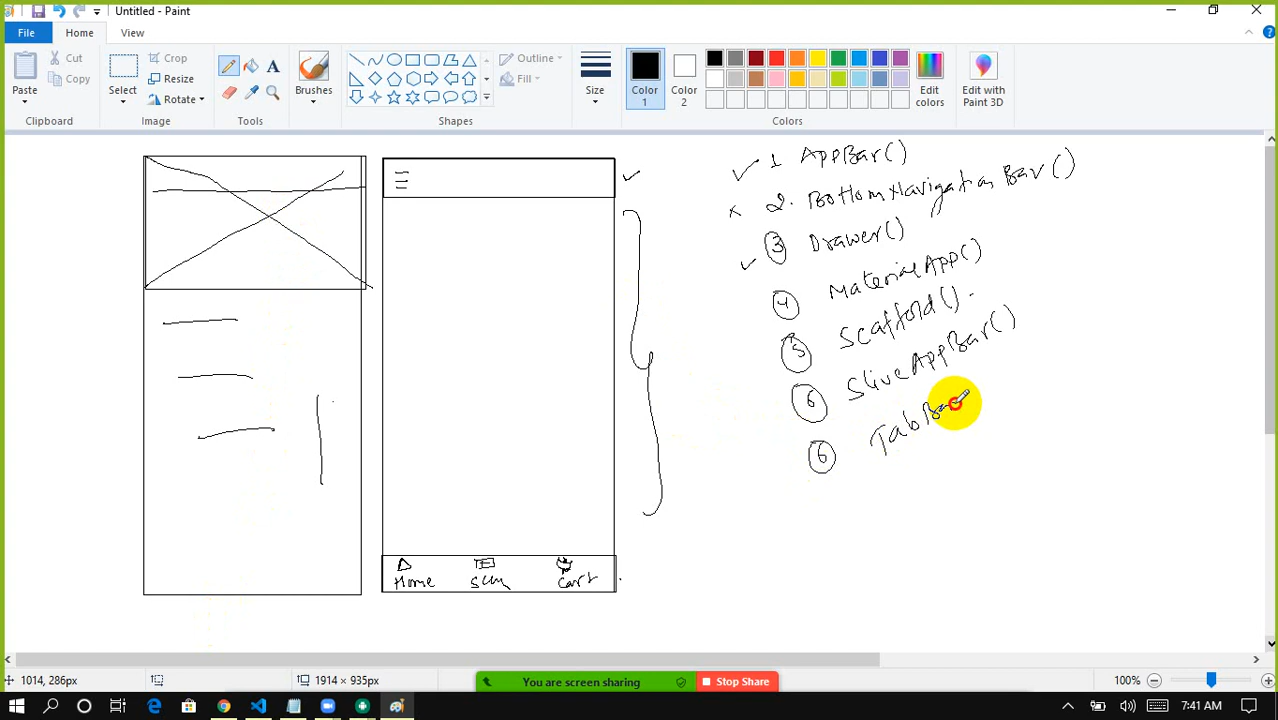 Untitled - Paint
File Home View
Paste
Cut
Copy
Clipboard
Select
Crop
Resize
Rotate
Image
Tools
Brushes
Shapes
Outline
Fill
Size
Color 1
Color 2
Colors
Edit colors
Edit with Paint 3D
✓ 1 AppBar()
x 2. BottomNavigation Bar()
3 Drawer()
✓ 4 MaterialApp()
5 Scaffold().
6 SliveAppBar()
6 TabBa
Home Cart
1014, 286px
1914 × 935px
100%
You are screen sharing
Stop Share
7:41 AM